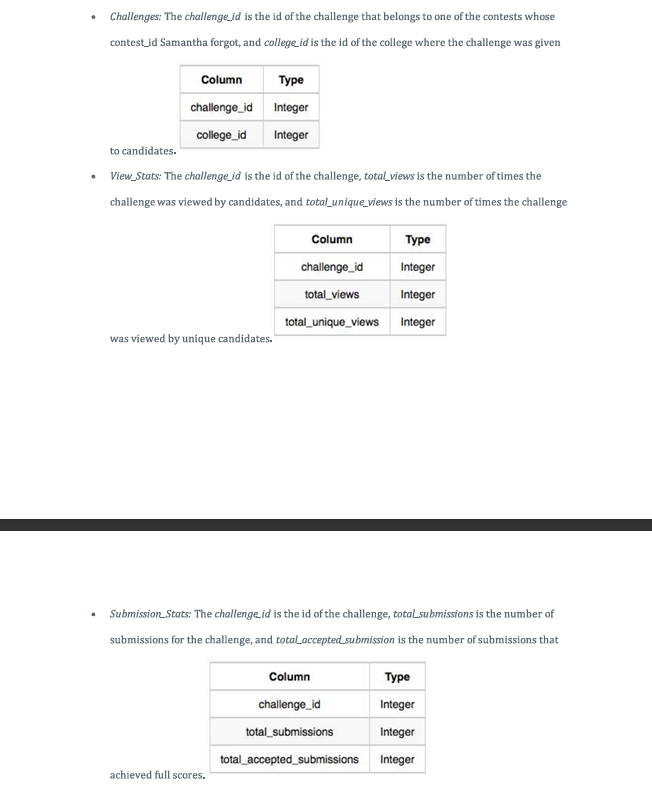 • Challenges: The challenge_id is the id of the challenge that belongs to one of the contests whose
contest_id Samantha forgot, and college_id is the id of the college where the challenge was given
Column Type
challenge_id Integer
college_id Integer
to candidates.
• View_Stats: The challenge_id is the id of the challenge, total_views is the number of times the
challenge was viewed by candidates, and total_unique_views is the number of times the challenge
Column Type
challenge_id Integer
total_views Integer
total_unique_views Integer
was viewed by unique candidates.
• Submission_Stats: The challenge_id is the id of the challenge, total_submissions is the number of
submissions for the challenge, and total_accepted_submission is the number of submissions that
Column Type
challenge_id Integer
total_submissions Integer
total_accepted_submissions Integer
achieved full scores.